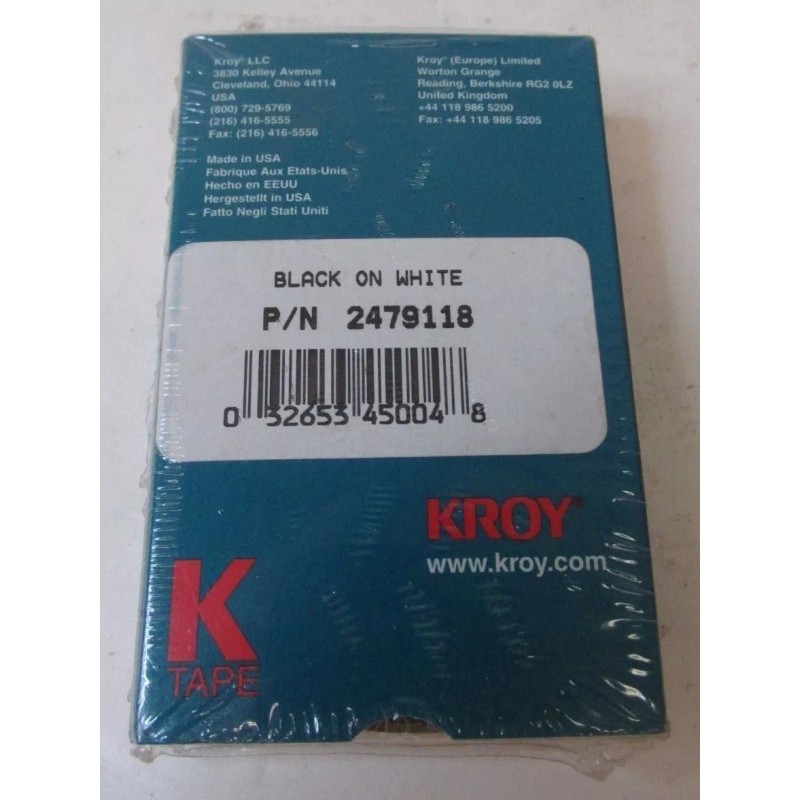 Kroy® LLC
3830 Kelley Avenue
Cleveland, Ohio 44114
USA
(800) 729-5769
(216) 416-5555
Fax: (216) 416-5556
Kroy® (Europe) Limited
Worton Grange
Reading, Berkshire RG2 0LZ
United Kingdom
+44 118 986 5200
Fax: +44 118 986 5205
Made in USA
Fabrique Aux Etats-Unis
Hecho en EEUU
Hergestellt in USA
Fatto Negli Stati Uniti
BLACK ON WHITE
P/N 2479118
0 32653 45004 8
KROY®
www.kroy.com
K
TAPE